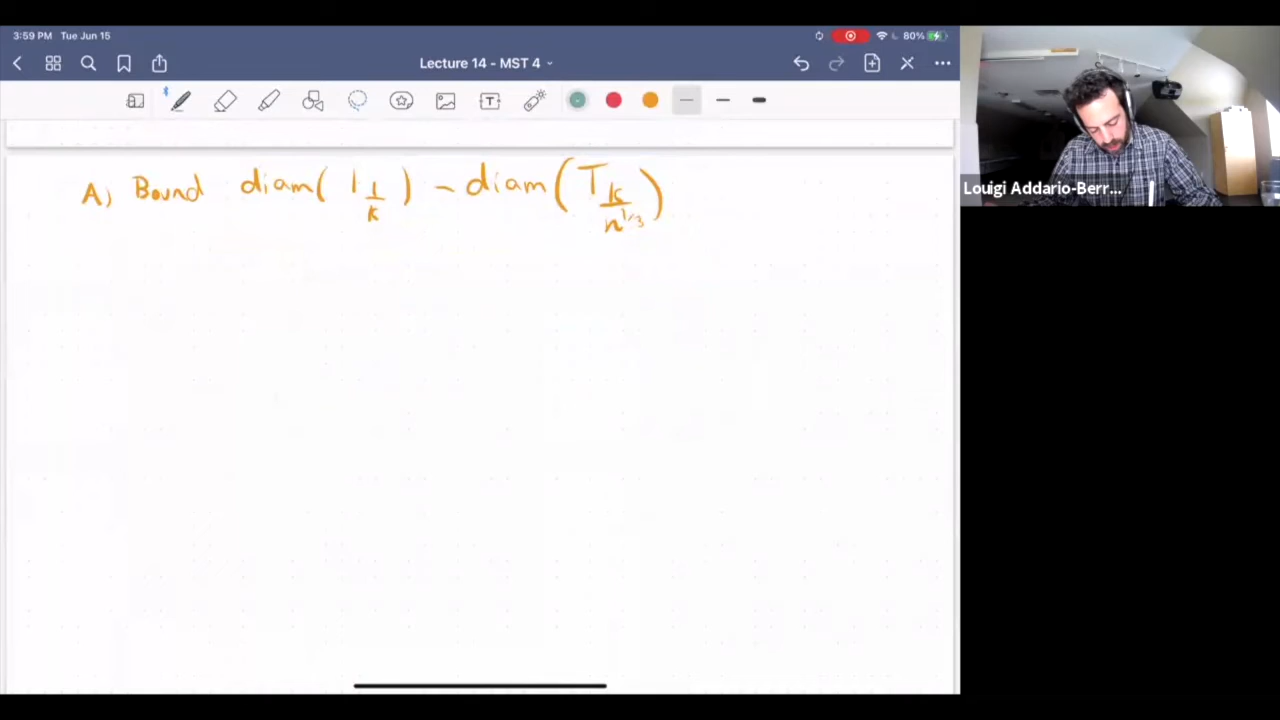 3:59 PM Tue Jun 15
80%
Lecture 14 - MST 4
A) Bound diam( T_{1/k} ) - diam( T_{k/n^{1/3}} )
Louigi Addario-Berr...